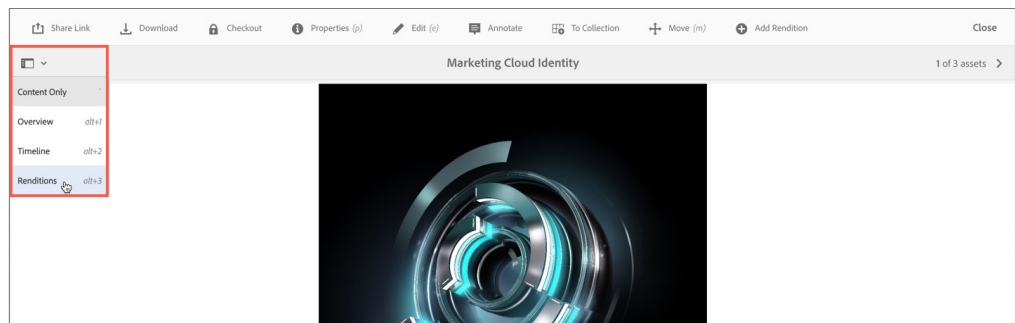 Share Link Download Checkout Properties (p) Edit (e) Annotate To Collection Move (m) Add Rendition Close
Marketing Cloud Identity 1 of 3 assets
Content Only `
Overview alt+1
Timeline alt+2
Renditions alt+3